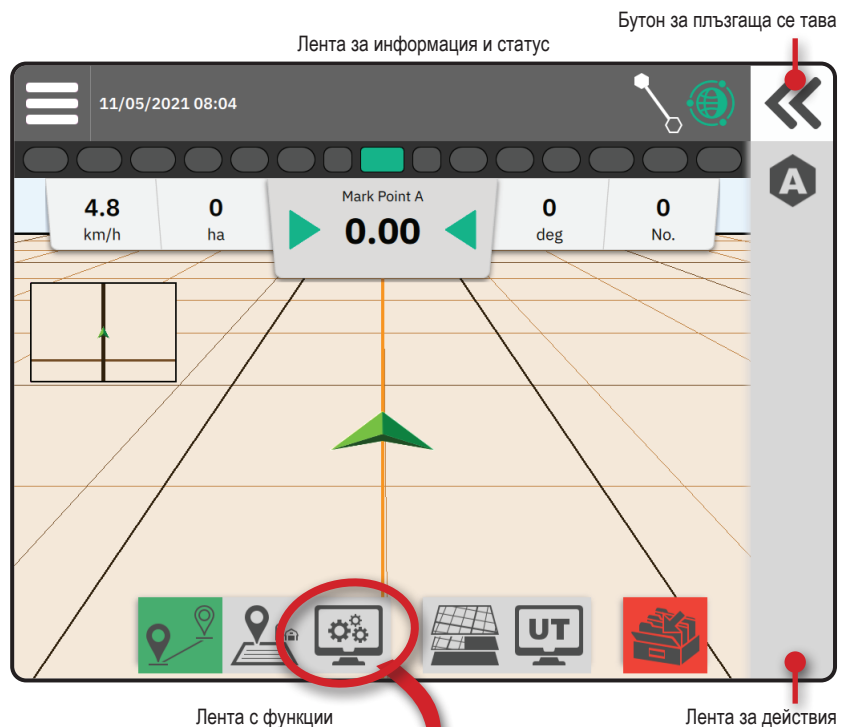 Бутон за плъзгаща се тава
Лента за информация и статус
11/05/2021 08:04
A
4.8
km/h
0
ha
Mark Point A
0.00
0
deg
0
No.
UT
Лента с функции
Лента за действия